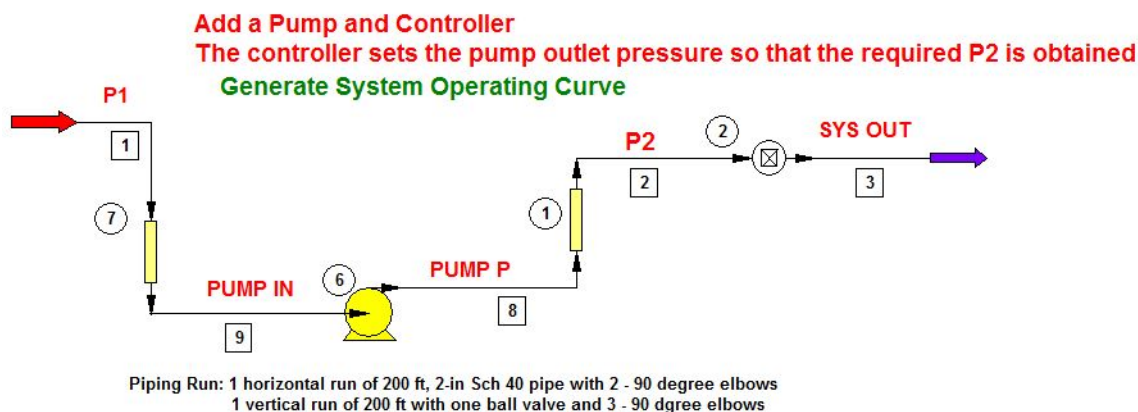 Add a Pump and Controller
The controller sets the pump outlet pressure so that the required P2 is obtained
Generate System Operating Curve
P1
1
7
PUMP IN
9
6
PUMP P
8
1
P2
2
2
SYS OUT
3
Piping Run: 1 horizontal run of 200 ft, 2-in Sch 40 pipe with 2 - 90 degree elbows
1 vertical run of 200 ft with one ball valve and 3 - 90 dgree elbows